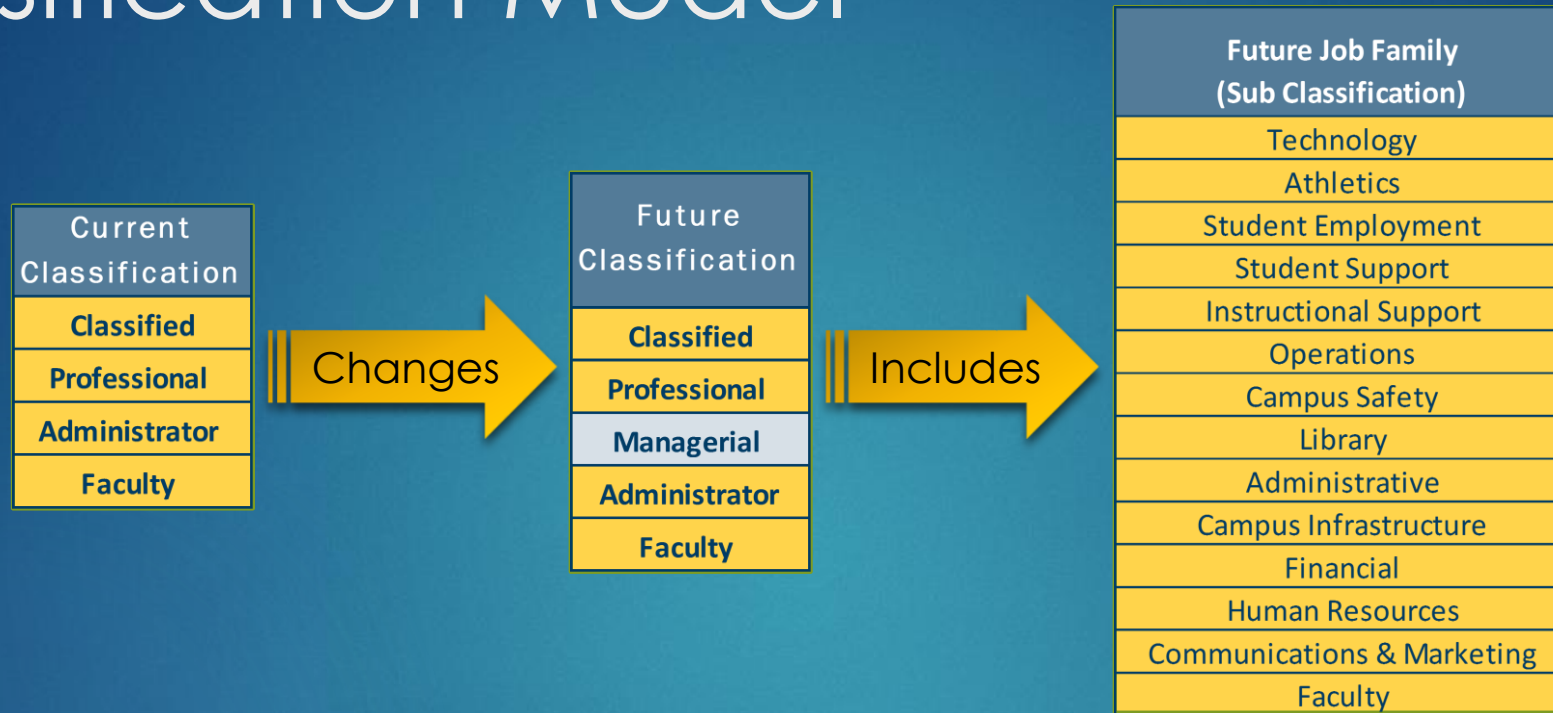 sification Model
Current
Classification
Classified
Professional
Administrator
Faculty
Changes
Future
Classification
Classified
Professional
Managerial
Administrator
Faculty
Includes
Future Job Family
(Sub Classification)
Technology
Athletics
Student Employment
Student Support
Instructional Support
Operations
Campus Safety
Library
Administrative
Campus Infrastructure
Financial
Human Resources
Communications & Marketing
Faculty